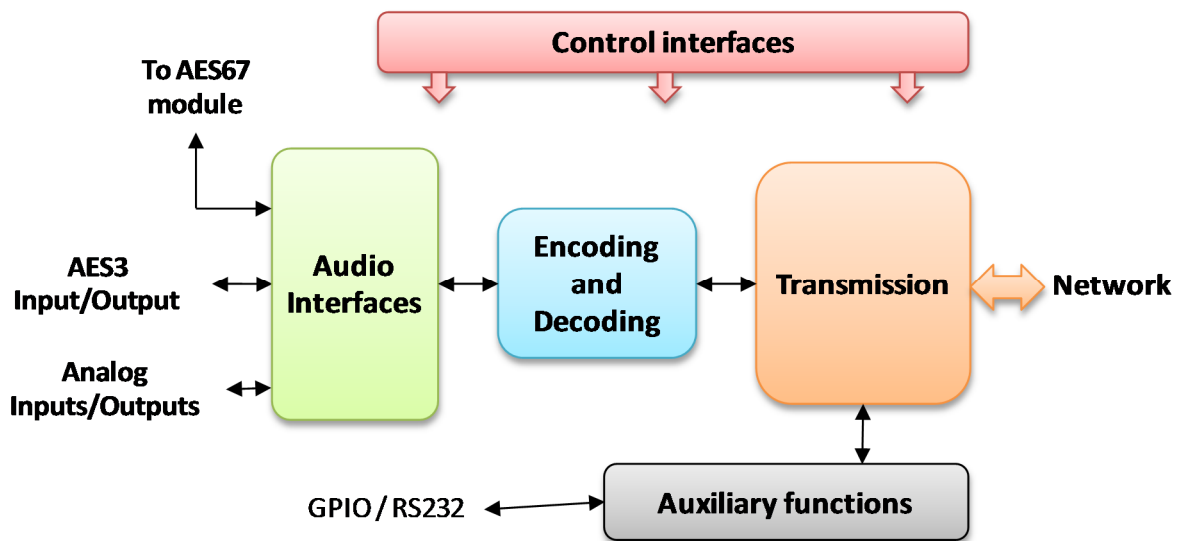 Control interfaces
To AES67
module
Audio
Interfaces
AES3
Input/Output
Analog
Inputs/Outputs
Encoding
and
Decoding
Transmission
Network
Auxiliary functions
GPIO / RS232